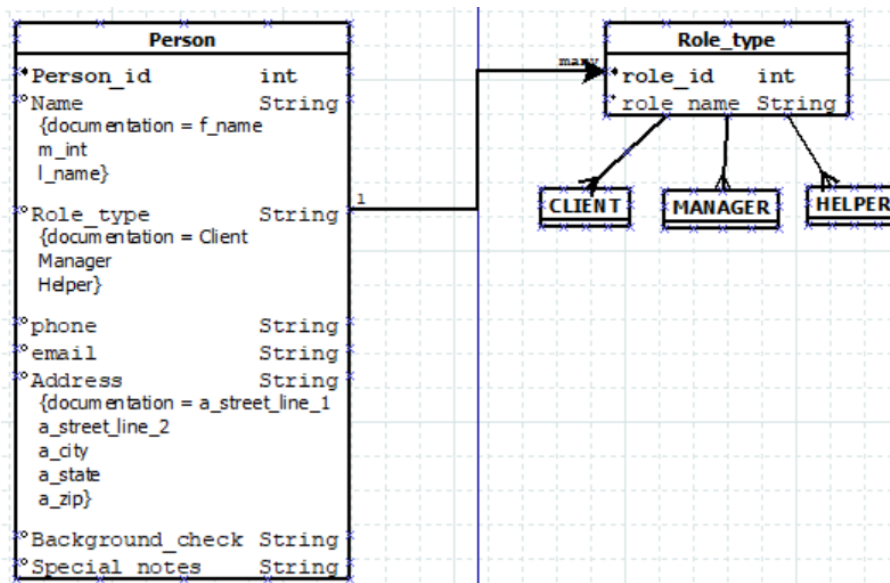 Person
Person_id int
Name String
{documentation = f_name
m_int
l_name}
Role_type String
{documentation = Client
Manager
Helper}
phone String
email String
Address String
{documentation = a_street_line_1
a_street_line_2
a_city
a_state
a_zip}
Background_check String
Special_notes String
1
many
Role_type
role_id int
role_name String
CLIENT
MANAGER
HELPER